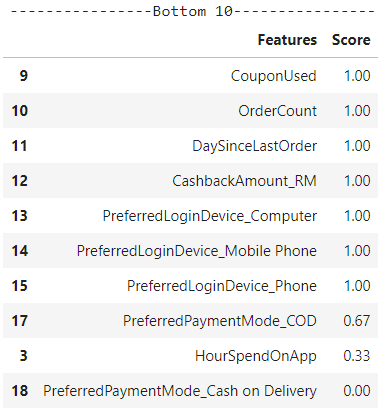 ----------------Bottom 10----------------
Features Score
9 CouponUsed 1.00
10 OrderCount 1.00
11 DaySinceLastOrder 1.00
12 CashbackAmount_RM 1.00
13 PreferredLoginDevice_Computer 1.00
14 PreferredLoginDevice_Mobile Phone 1.00
15 PreferredLoginDevice_Phone 1.00
17 PreferredPaymentMode_COD 0.67
3 HourSpendOnApp 0.33
18 PreferredPaymentMode_Cash on Delivery 0.00